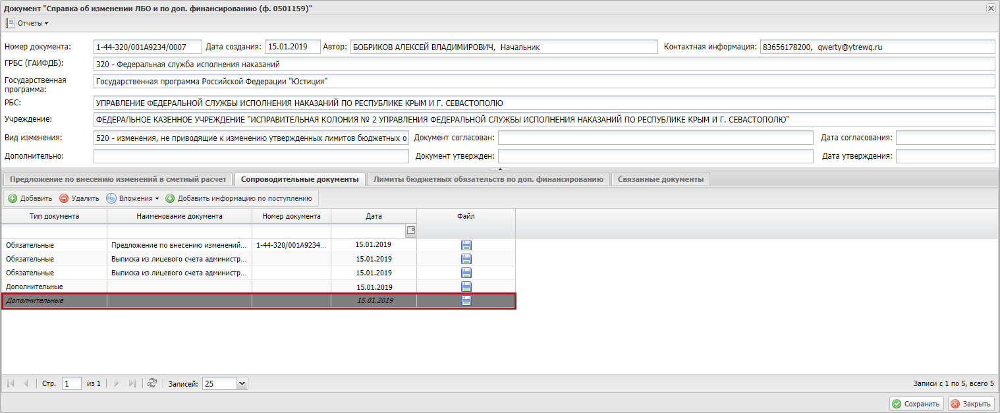 Документ "Справка об изменении ЛБО и по доп. финансированию (ф. 0501159)"
Отчеты
Номер документа: 1-44-320/001A9234/0007 Дата создания: 15.01.2019 Автор: БОБРИКОВ АЛЕКСЕЙ ВЛАДИМИРОВИЧ, Начальник Контактная информация: 83656178200, qwerty@ytrewq.ru
ГРБС (ГАИФДБ): 320 - Федеральная служба исполнения наказаний
Государственная программа: Государственная программа Российской Федерации "Юстиция"
РБС: УПРАВЛЕНИЕ ФЕДЕРАЛЬНОЙ СЛУЖБЫ ИСПОЛНЕНИЯ НАКАЗАНИЙ ПО РЕСПУБЛИКЕ КРЫМ И Г. СЕВАСТОПОЛЮ
Учреждение: ФЕДЕРАЛЬНОЕ КАЗЕННОЕ УЧРЕЖДЕНИЕ "ИСПРАВИТЕЛЬНАЯ КОЛОНИЯ № 2 УПРАВЛЕНИЯ ФЕДЕРАЛЬНОЙ СЛУЖБЫ ИСПОЛНЕНИЯ НАКАЗАНИЙ ПО РЕСПУБЛИКЕ КРЫМ И Г. СЕВАСТОПОЛЮ"
Вид изменения: 520 - изменения, не приводящие к изменению утвержденных лимитов бюджетных о Документ согласован: Дата согласования:
Дополнительно: Документ утвержден: Дата утверждения:
Предложение по внесению изменений в сметный расчет Сопроводительные документы Лимиты бюджетных обязательств по доп. финансированию Связанные документы
Добавить Удалить Вложения Добавить информацию по поступлению
Тип документа Наименование документа Номер документа Дата Файл
Обязательные Предложение по внесению изменений... 1-44-320/001A9234... 15.01.2019
Обязательные Выписка из лицевого счета администр... 15.01.2019
Обязательные Выписка из лицевого счета администр... 15.01.2019
Дополнительные 15.01.2019
Дополнительные 15.01.2019
Стр. 1 из 1 Записей: 25 Записи с 1 по 5, всего 5
Сохранить Закрыть